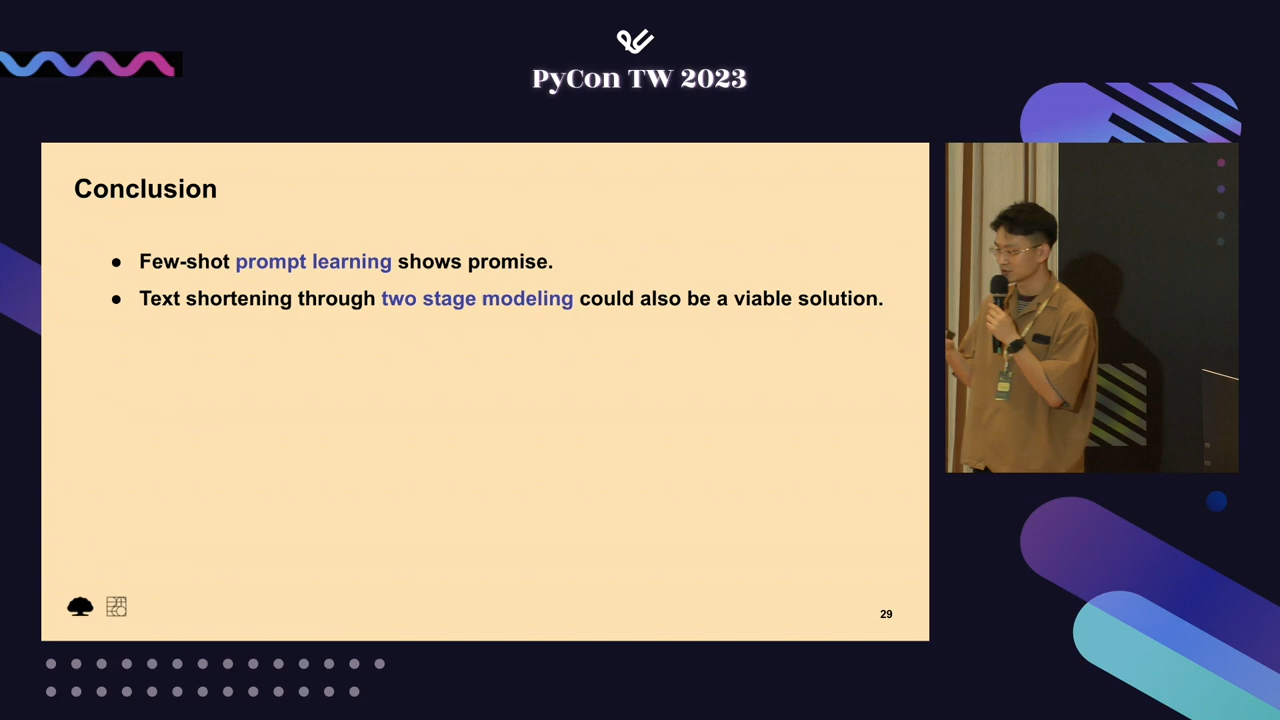 PyCon TW 2023
Conclusion
● Few-shot prompt learning shows promise.
● Text shortening through two stage modeling could also be a viable solution.
29